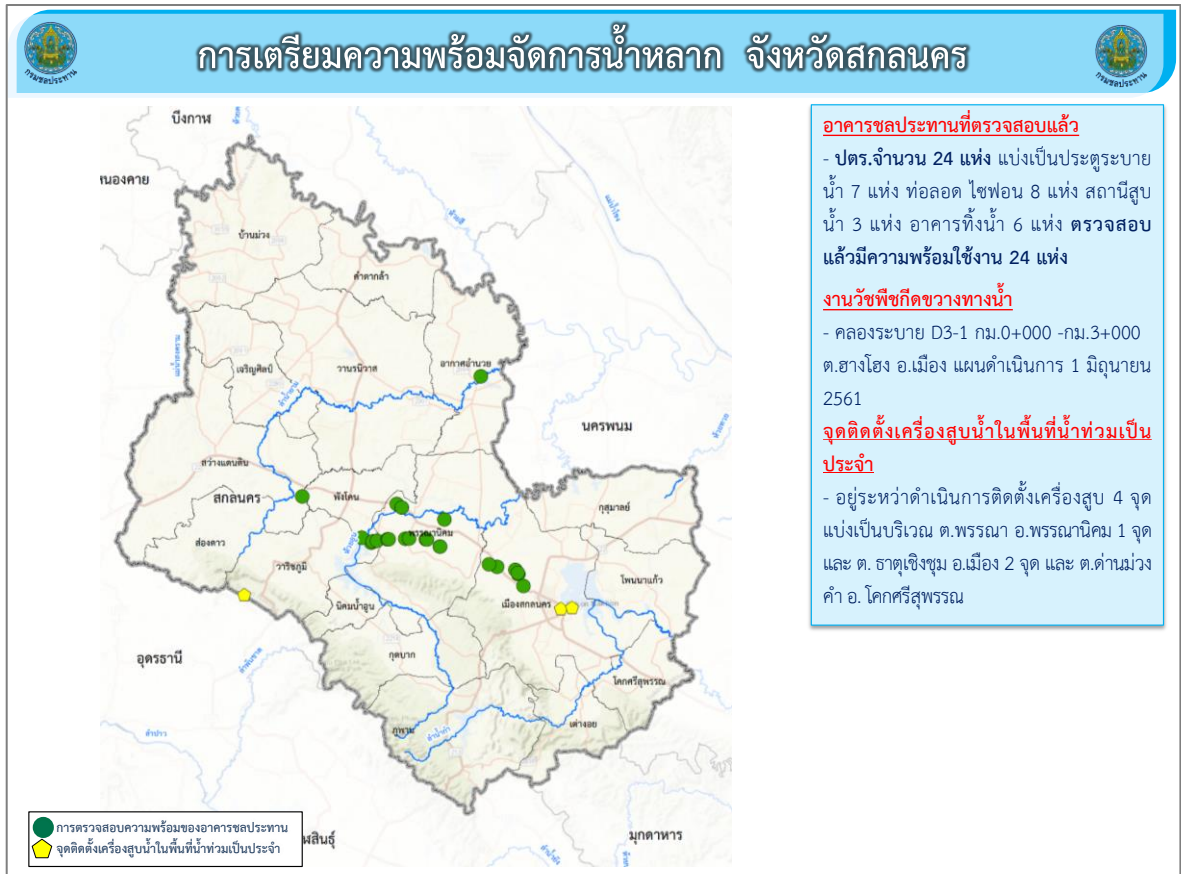 การเตรียมความพร้อมจัดการน้ำหลาก จังหวัดสกลนคร
กรมชลประทาน
กรมชลประทาน
บึงกาฬ
หนองคาย
บ้านม่วง
คำตากล้า
อากาศอำนวย
เจริญศิลป์
วานรนิวาส
นครพนม
สว่างแดนดิน
สกลนคร
พังโคน
กุสุมาลย์
พรรณานิคม
ส่องดาว
วาริชภูมิ
โพนนาแก้ว
นิคมน้ำอูน
เมืองสกลนคร
อุดรธานี
กุดบาก
โคกศรีสุพรรณ
เต่างอย
ภูพาน
ลำปาว
ฬสินธุ์
มุกดาหาร
การตรวจสอบความพร้อมของอาคารชลประทาน
จุดติดตั้งเครื่องสูบน้ำในพื้นที่น้ำท่วมเป็นประจำ
อาคารชลประทานที่ตรวจสอบแล้ว
- ปตร.จำนวน 24 แห่ง แบ่งเป็นประตูระบาย
น้ำ 7 แห่ง ท่อลอด ไซฟอน 8 แห่ง สถานีสูบ
น้ำ 3 แห่ง อาคารทิ้งน้ำ 6 แห่ง ตรวจสอบ
แล้วมีความพร้อมใช้งาน 24 แห่ง
งานวัชพืชกีดขวางทางน้ำ
- คลองระบาย D3-1 กม.0+000 -กม.3+000
ต.ฮางโฮง อ.เมือง แผนดำเนินการ 1 มิถุนายน
2561
จุดติดตั้งเครื่องสูบน้ำในพื้นที่น้ำท่วมเป็น
ประจำ
- อยู่ระหว่าดำเนินการติดตั้งเครื่องสูบ 4 จุด
แบ่งเป็นบริเวณ ต.พรรณา อ.พรรณานิคม 1 จุด
และ ต. ธาตุเชิงชุม อ.เมือง 2 จุด และ ต.ด่านม่วง
คำ อ. โคกศรีสุพรรณ